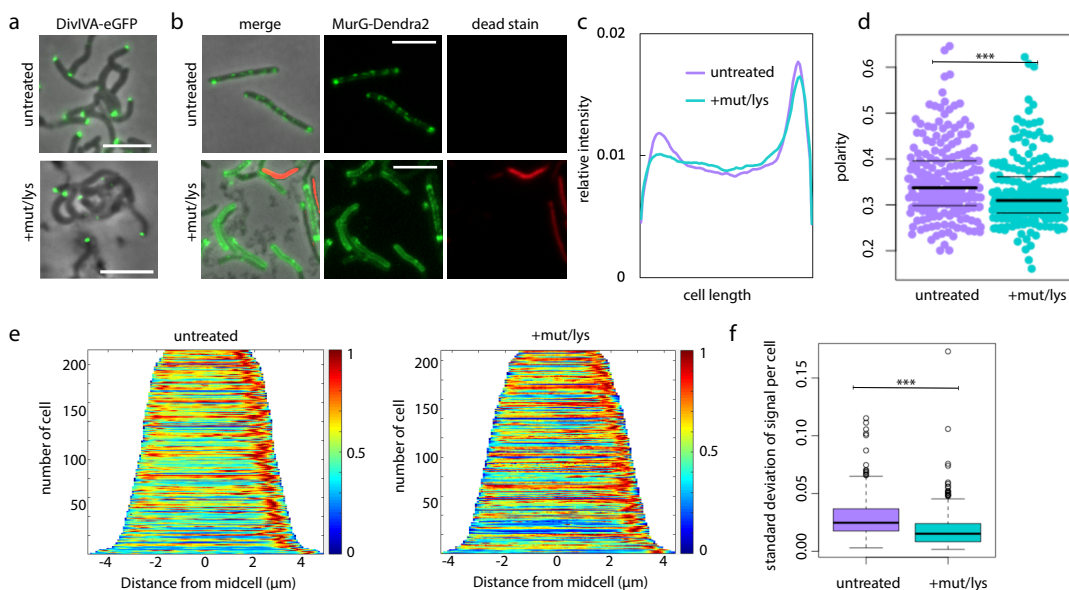 a
DivIVA-eGFP
untreated
+mut/lys
b
merge
MurG-Dendra2
dead stain
untreated
+mut/lys
c
0.02
0.01
0
relative intensity
untreated
+mut/lys
cell length
d
***
0.6
0.5
0.4
0.3
0.2
polarity
untreated
+mut/lys
e
untreated
200
150
100
50
number of cell
-4
-2
0
2
4
Distance from midcell (μm)
1
0.5
0
+mut/lys
200
150
100
50
number of cell
-4
-2
0
2
4
Distance from midcell (μm)
1
0.5
0
f
***
0.15
0.10
0.05
0.00
standard deviation of signal per cell
untreated
+mut/lys